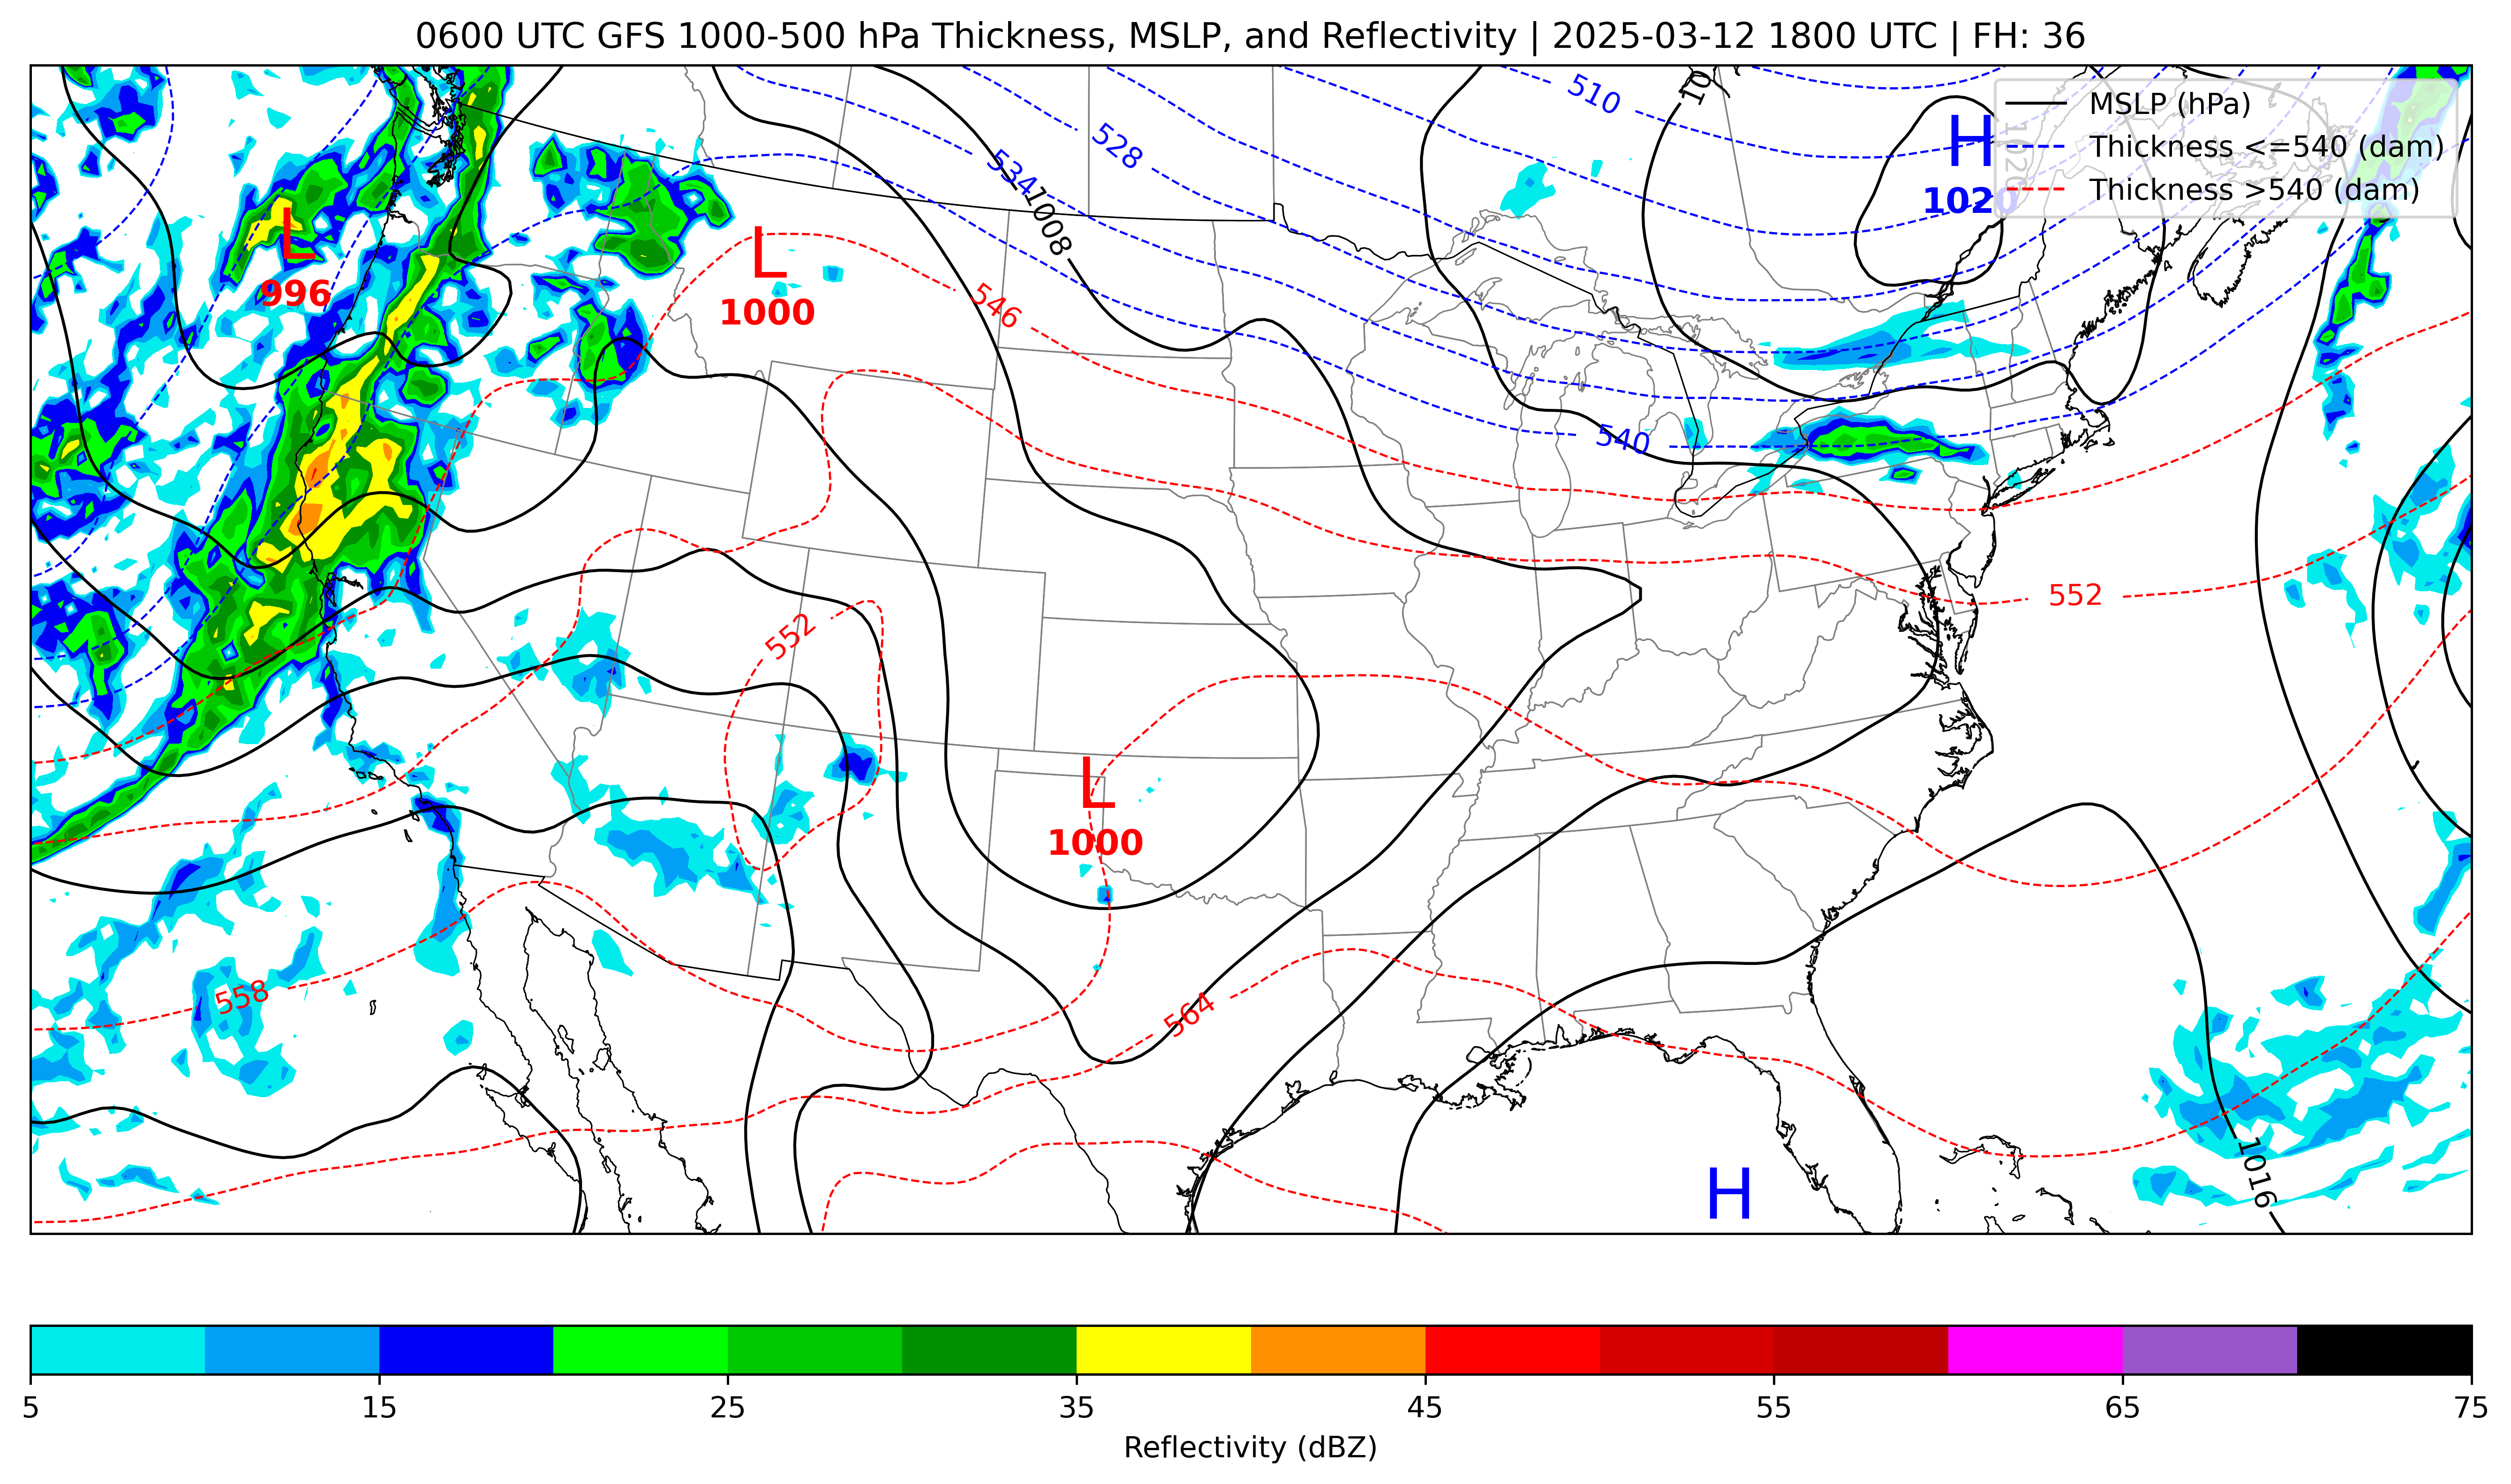 0600 UTC GFS 1000-500 hPa Thickness, MSLP, and Reflectivity | 2025-03-12 1800 UTC | FH: 36
MSLP (hPa)
Thickness <=540 (dam)
Thickness >540 (dam)
510
10
528
534
1008
H
1020
1020
L
996
L
1000
546
540
552
552
L
1000
558
564
H
1016
5
15
25
35
45
55
65
75
Reflectivity (dBZ)